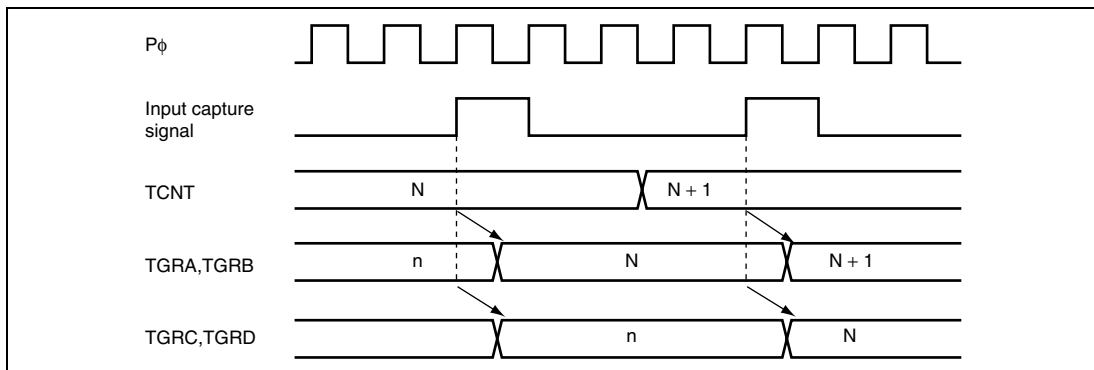 Pϕ
Input capture
signal
TCNT
N
N + 1
TGRA,TGRB
n
N
N + 1
TGRC,TGRD
n
N